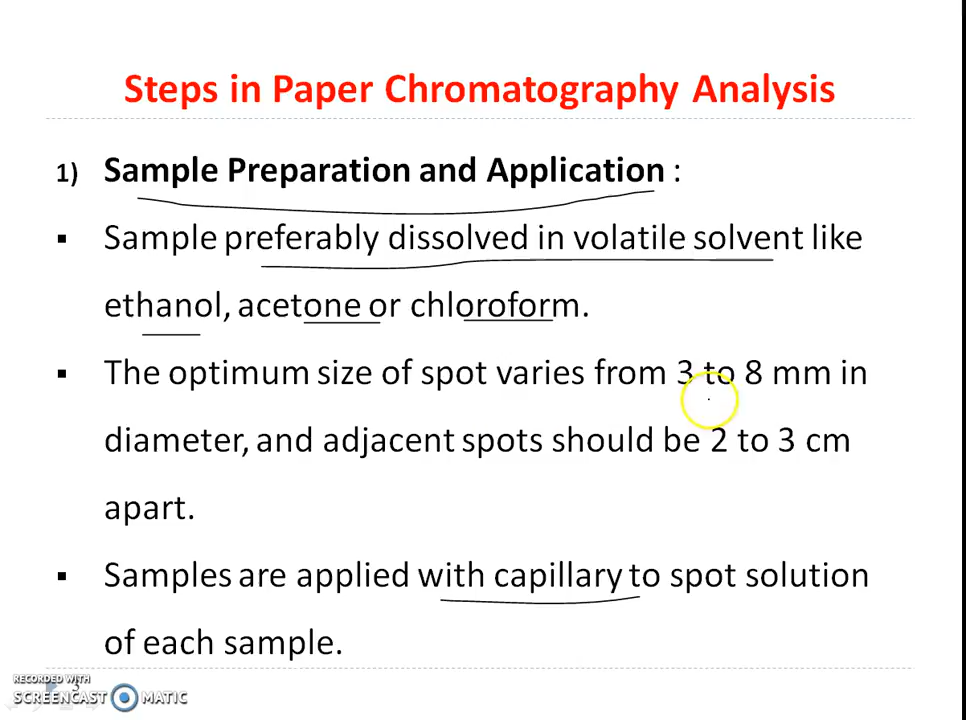 Steps in Paper Chromatography Analysis
1) Sample Preparation and Application :
▪ Sample preferably dissolved in volatile solvent like
ethanol, acetone or chloroform.
▪ The optimum size of spot varies from 3 to 8 mm in
diameter, and adjacent spots should be 2 to 3 cm
apart.
▪ Samples are applied with capillary to spot solution
of each sample.
RECORDED WITH
SCREENCAST MATIC
3